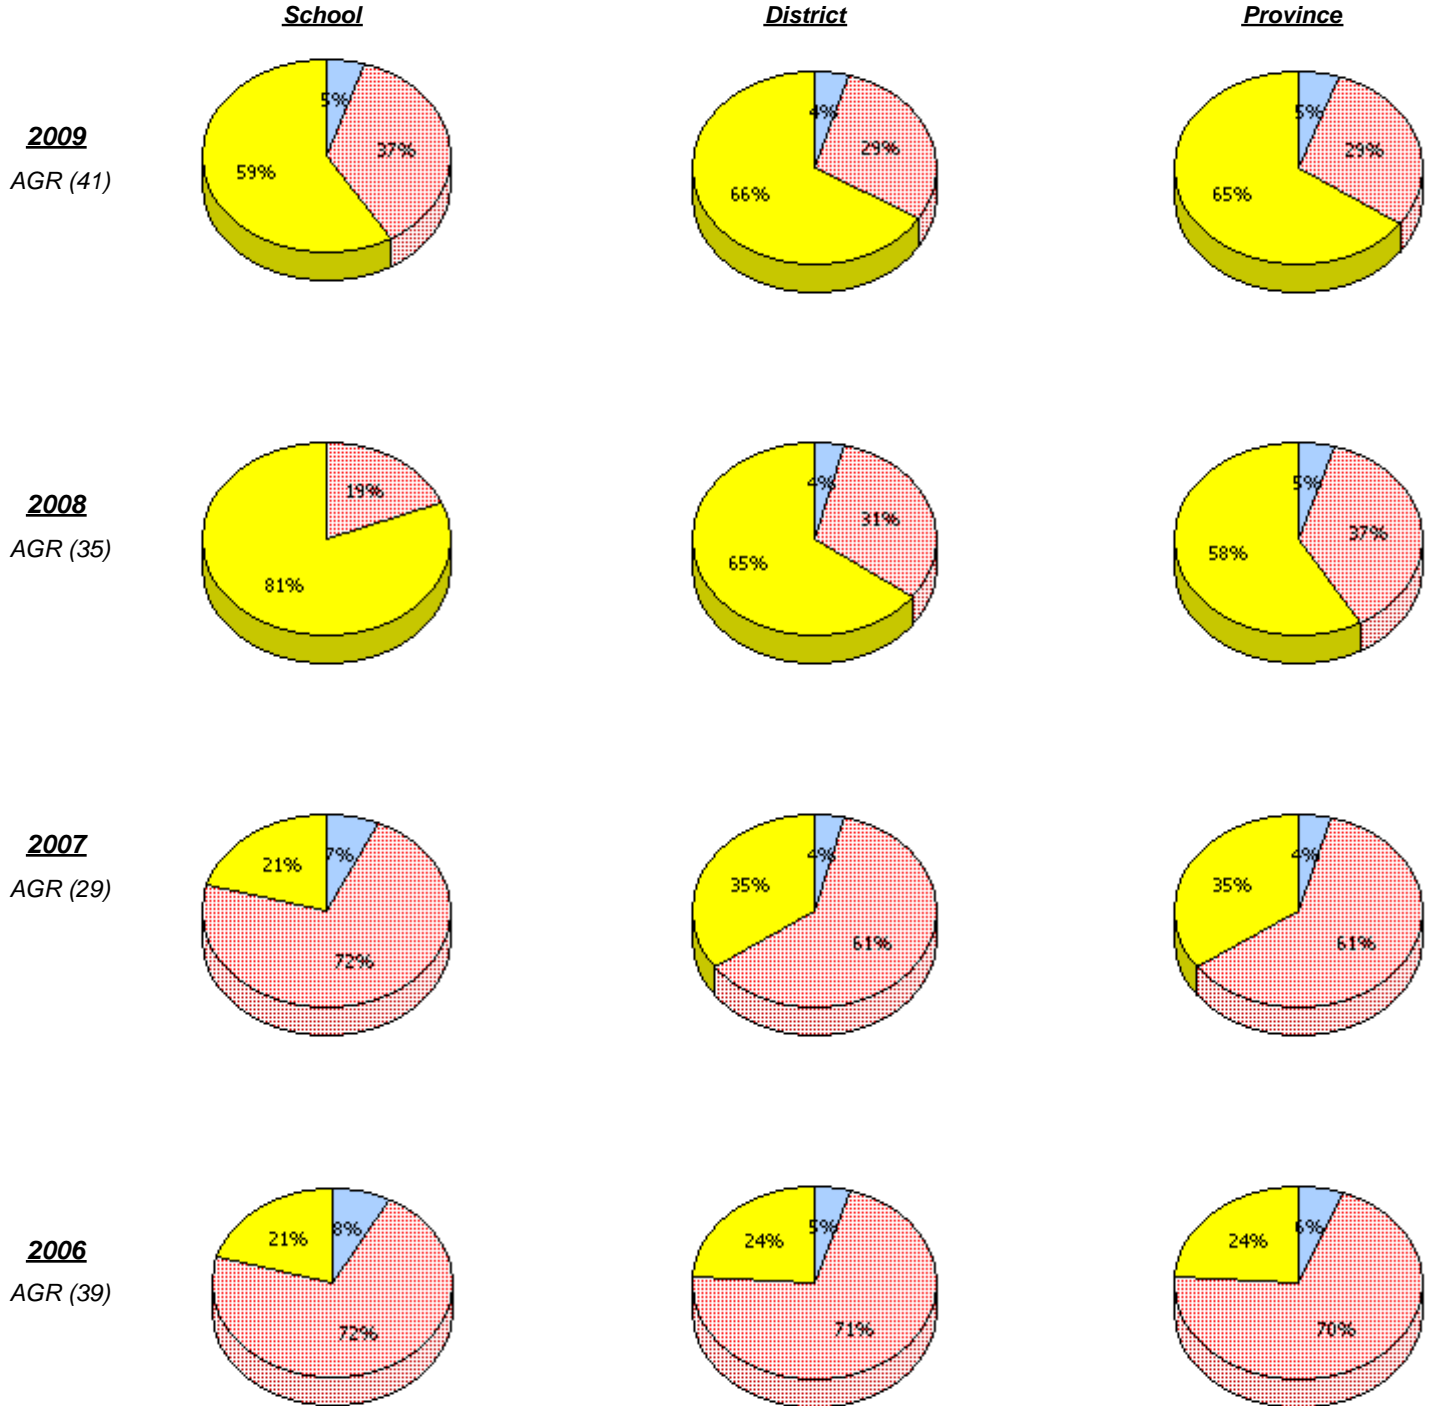 School District Province
2009
AGR (41)
5% 37% 59%
4% 29% 66%
5% 29% 65%
2008
AGR (35)
19% 81%
4% 31% 65%
5% 37% 58%
2007
AGR (29)
7% 21% 72%
4% 35% 61%
4% 35% 61%
2006
AGR (39)
8% 21% 72%
5% 24% 71%
6% 24% 70%